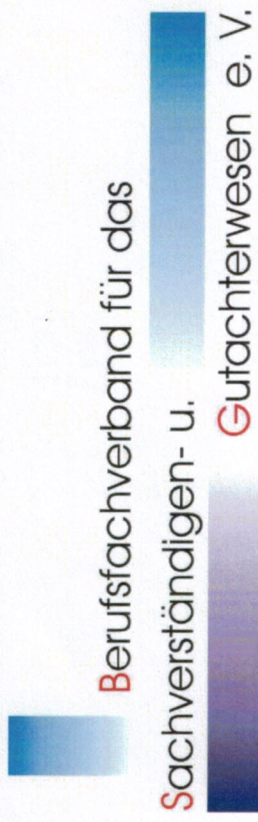 Berufsfachverband für das
Sachverständigen- u.
Gutachterwesen e. V.